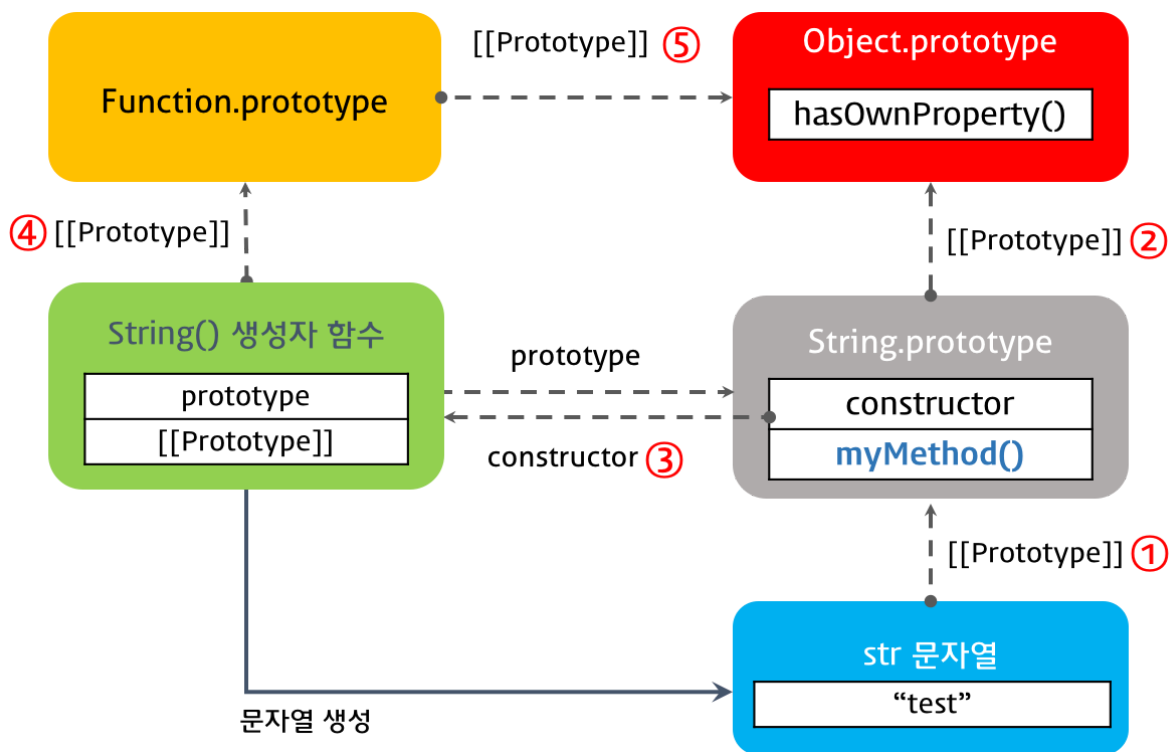 [[Prototype]] ⑤
Object.prototype
Function.prototype
hasOwnProperty()
④ [[Prototype]]
[[Prototype]] ②
String() 생성자 함수
prototype
[[Prototype]]
prototype
constructor ③
String.prototype
constructor
myMethod()
[[Prototype]] ①
str 문자열
“test”
문자열 생성